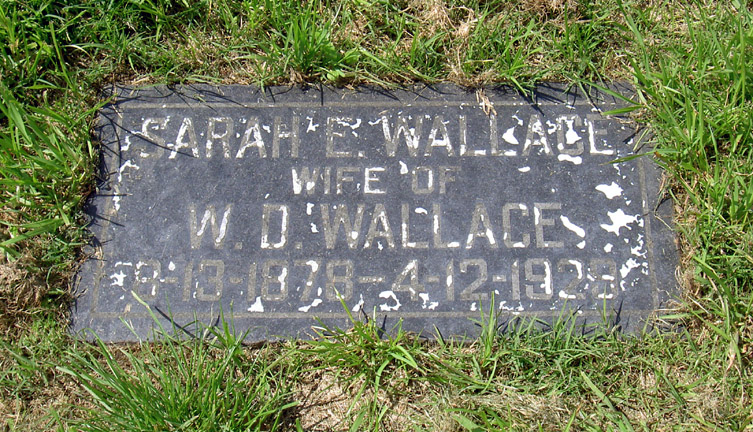 SARAH E. WALLACE
WIFE OF
W. D. WALLACE
8-13-1878-4-12-1928